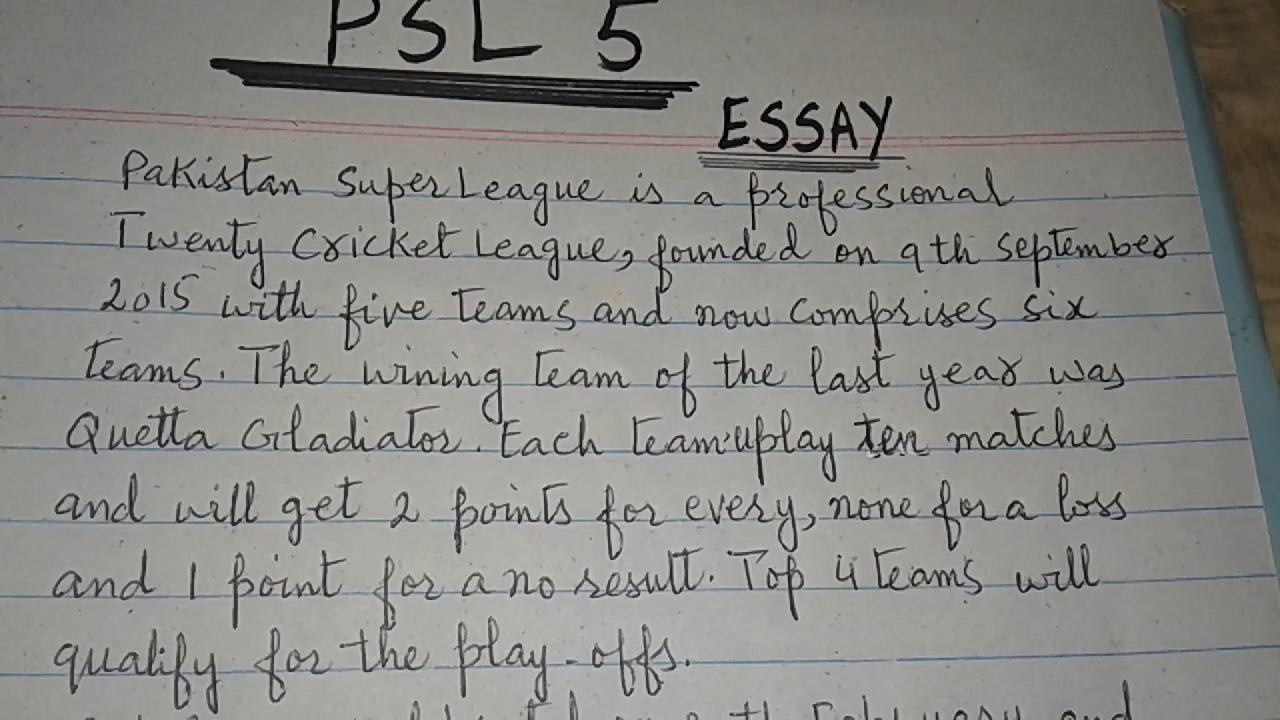 PSL 5
ESSAY
Pakistan Super League is a professional
Twenty Cricket League, founded on 9th September
2015 with five teams and now comprises six
teams. The wining team of the last year was
Quetta Gladiator. Each team play ten matches
and will get 2 points for every, none for a loss
and 1 point for a no result. Top 4 teams will
qualify for the play-offs.